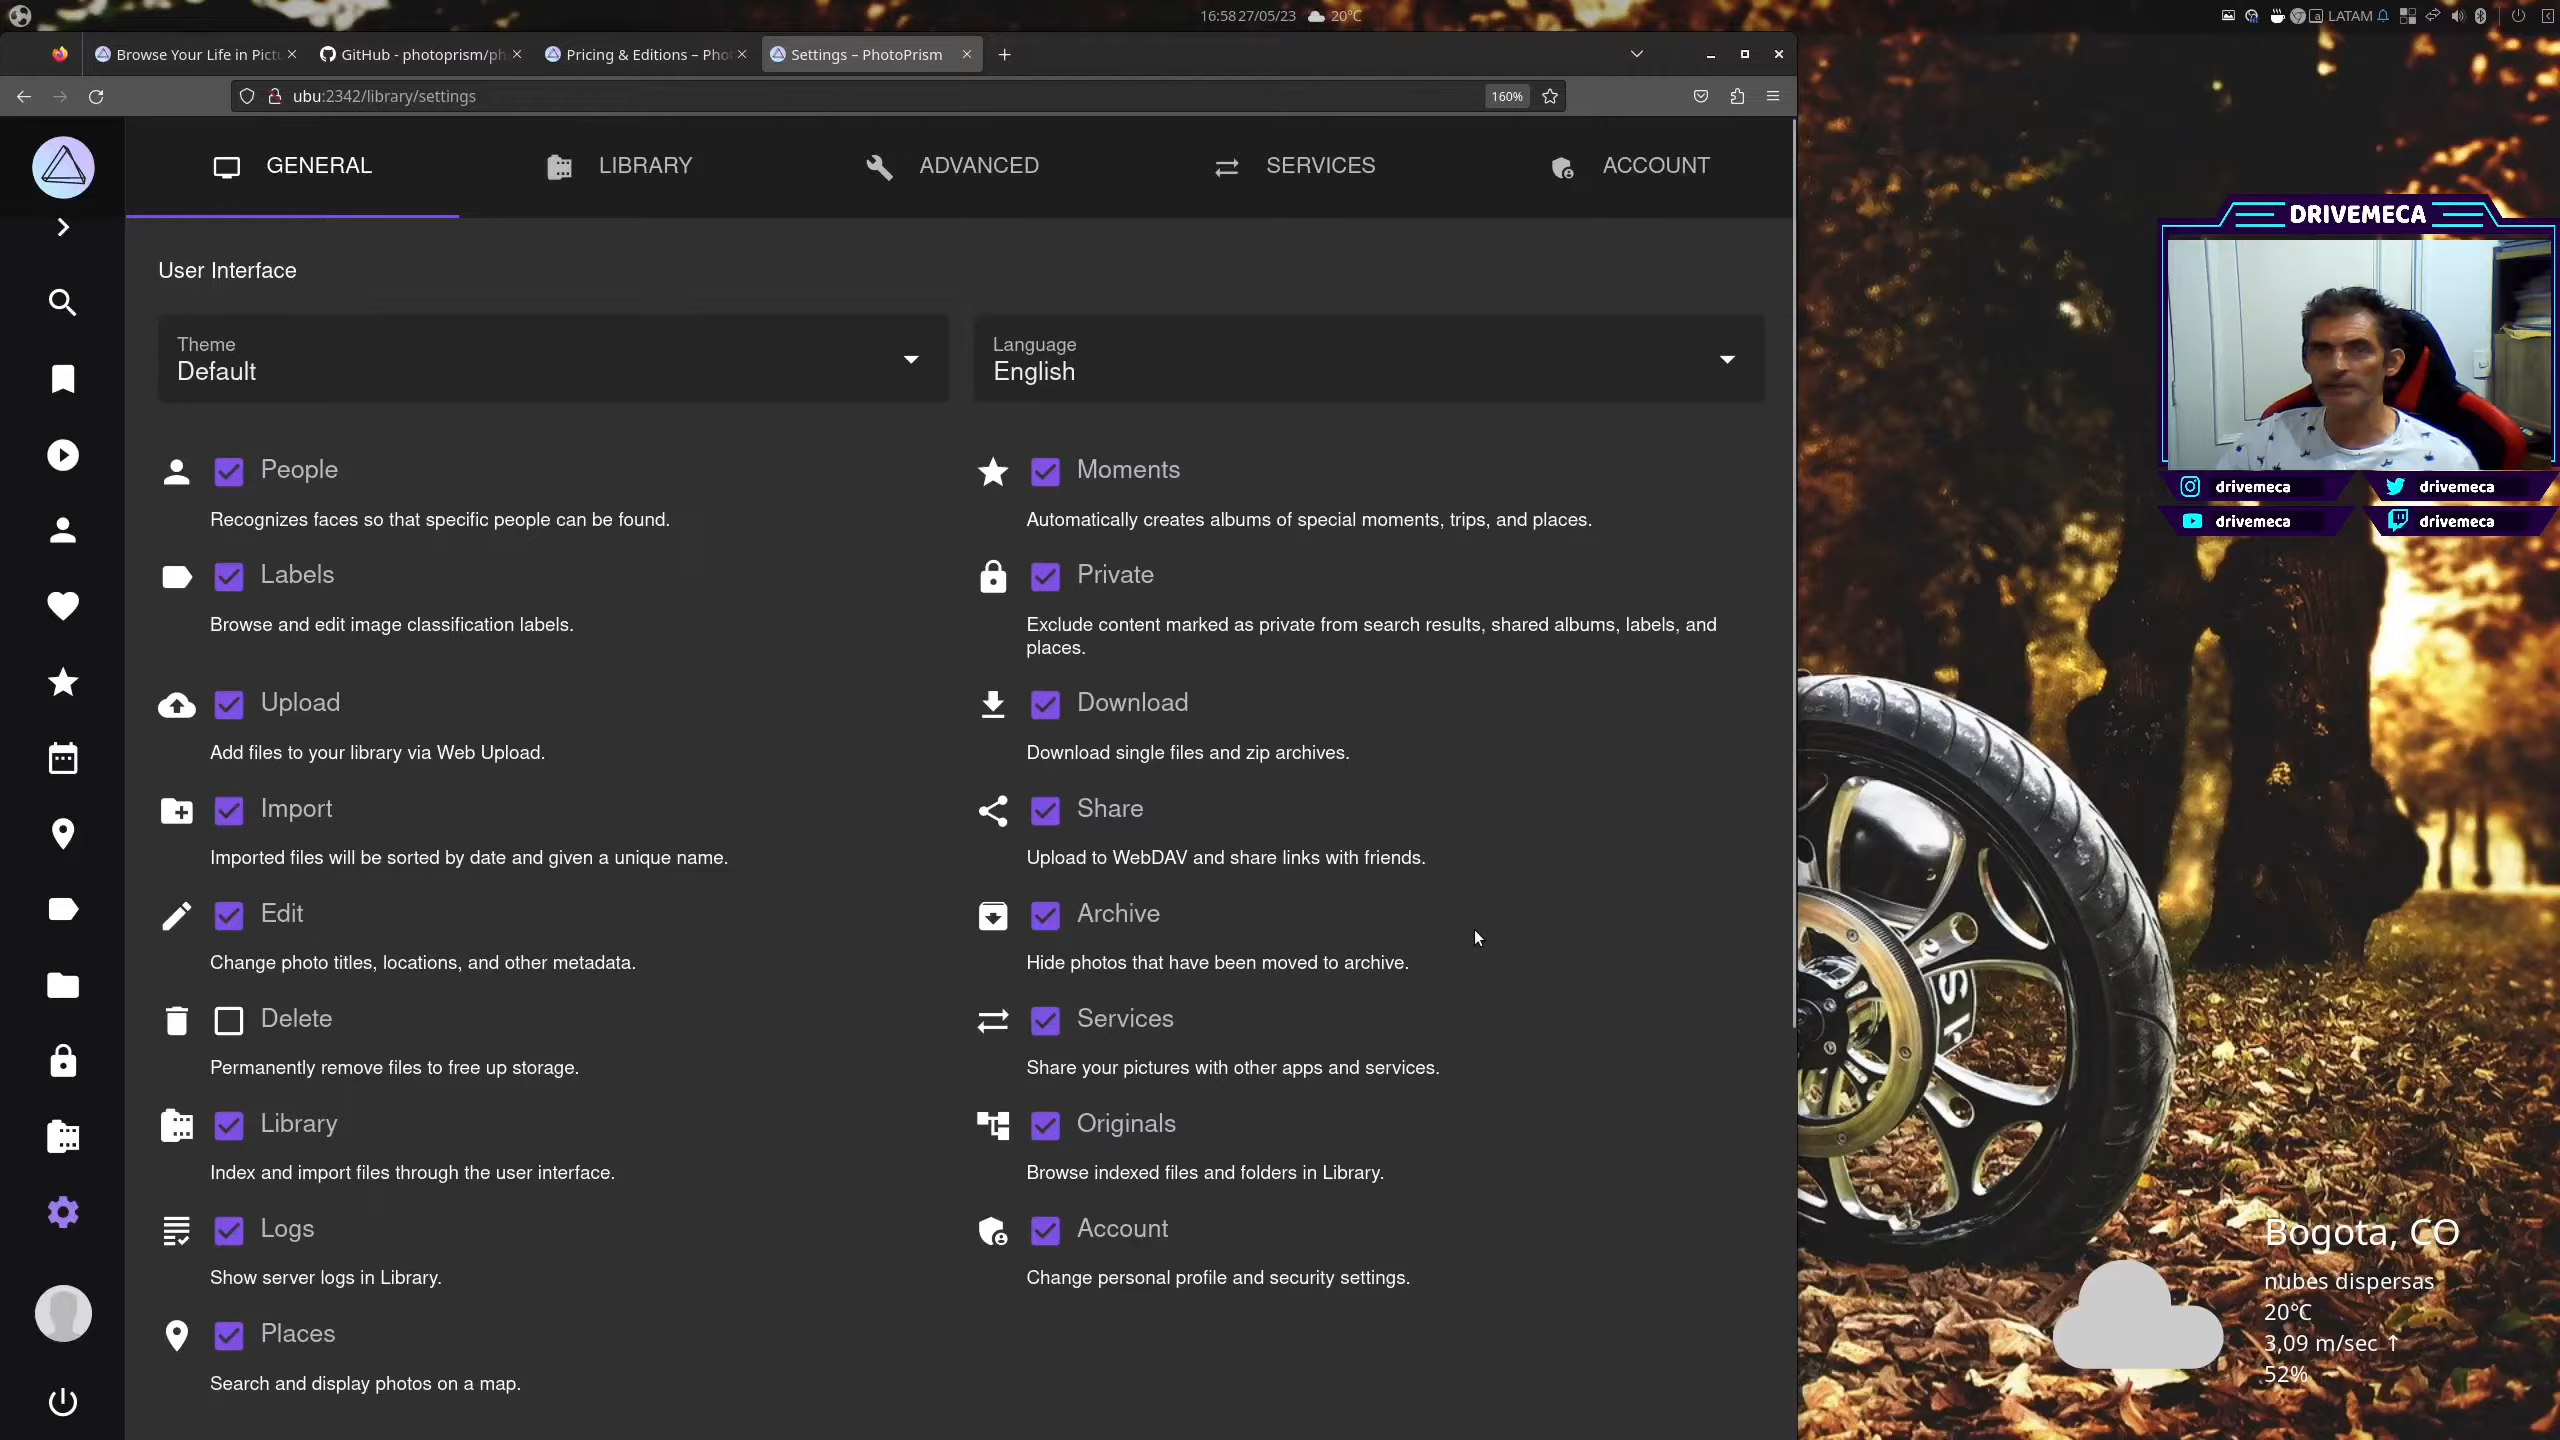 16:58 27/05/23 20°C
LATAM
Browse Your Life in Pictu
GitHub - photoprism/ph
Pricing & Editions – Pho
Settings – PhotoPrism
ubu:2342/library/settings
160%
GENERAL
LIBRARY
ADVANCED
SERVICES
ACCOUNT
User Interface
Theme
Default
Language
English
People
Recognizes faces so that specific people can be found.
Moments
Automatically creates albums of special moments, trips, and places.
Labels
Browse and edit image classification labels.
Private
Exclude content marked as private from search results, shared albums, labels, and
places.
Upload
Add files to your library via Web Upload.
Download
Download single files and zip archives.
Import
Imported files will be sorted by date and given a unique name.
Share
Upload to WebDAV and share links with friends.
Edit
Change photo titles, locations, and other metadata.
Archive
Hide photos that have been moved to archive.
Delete
Permanently remove files to free up storage.
Services
Share your pictures with other apps and services.
Library
Index and import files through the user interface.
Originals
Browse indexed files and folders in Library.
Logs
Show server logs in Library.
Account
Change personal profile and security settings.
Places
Search and display photos on a map.
DRIVEMECA
drivemeca
drivemeca
drivemeca
drivemeca
Bogota, CO
nubes dispersas
20°C
3,09 m/sec ↑
52%